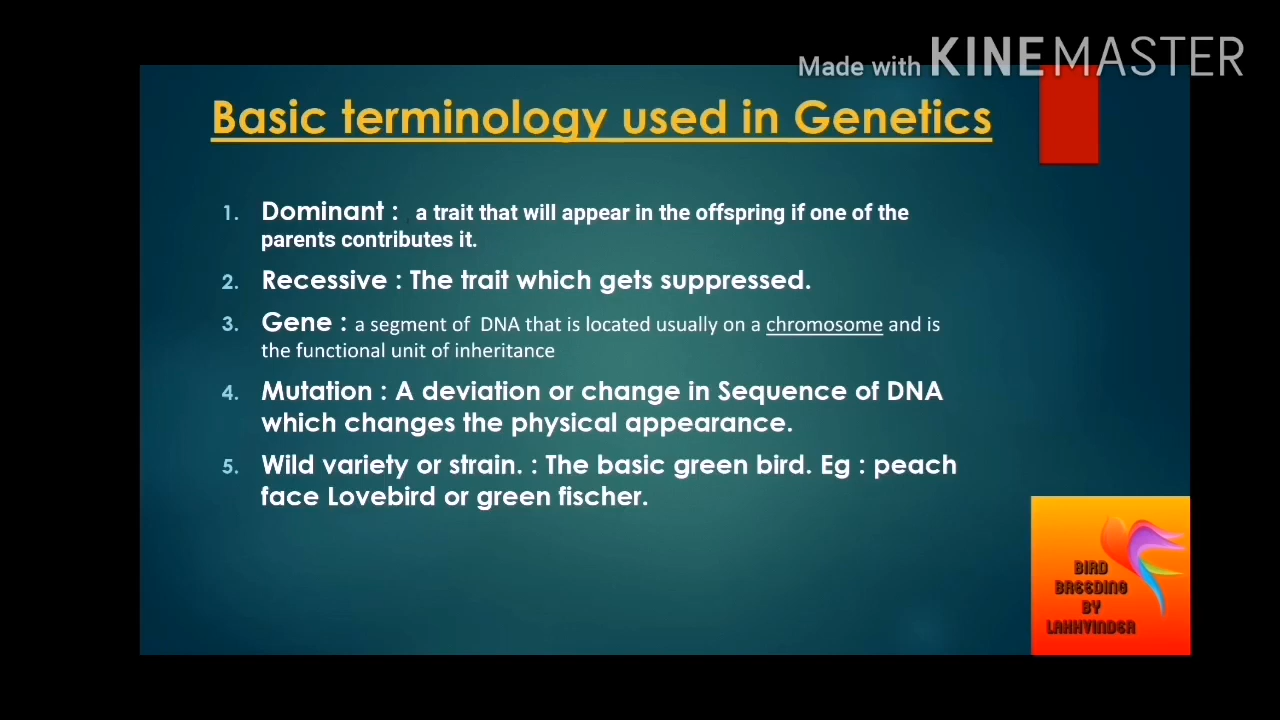 Made with KINEMASTER
Basic terminology used in Genetics
1. Dominant : a trait that will appear in the offspring if one of the
parents contributes it.
2. Recessive : The trait which gets suppressed.
3. Gene : a segment of DNA that is located usually on a chromosome and is
the functional unit of inheritance
4. Mutation : A deviation or change in Sequence of DNA
which changes the physical appearance.
5. Wild variety or strain. : The basic green bird. Eg : peach
face Lovebird or green fischer.
BIRD
BREEDING
BY
LAKHVINDER